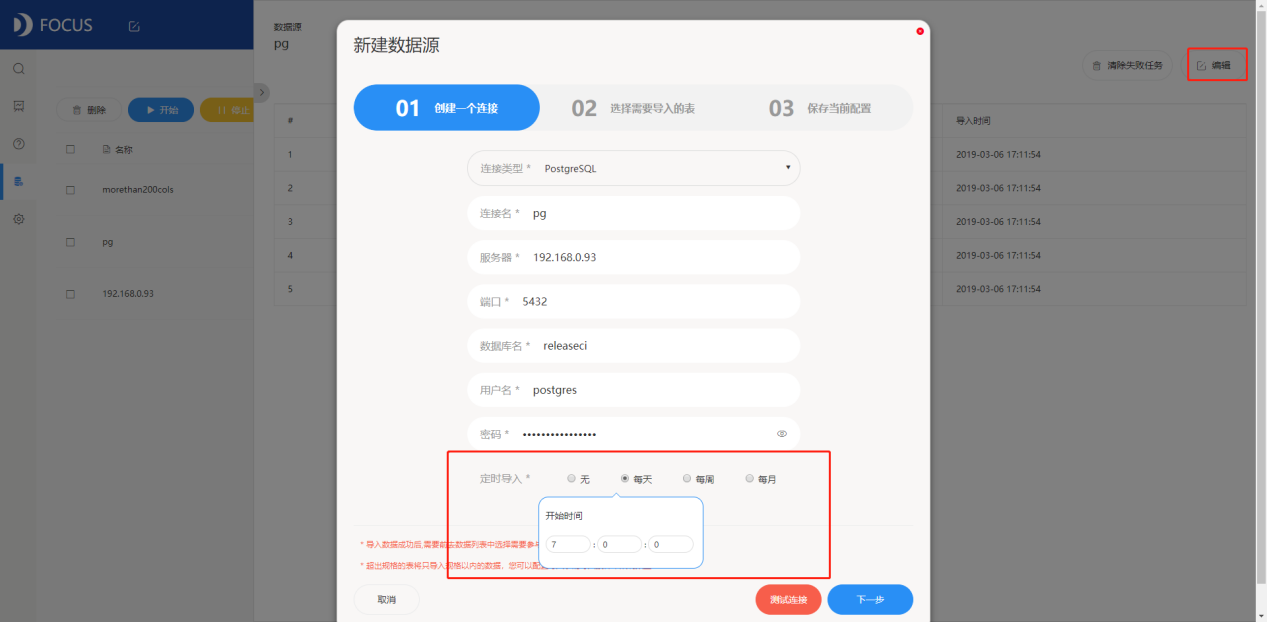 FOCUS
数据源
pg
清除失败任务
编辑
删除
开始
停止
名称
morethan200cols
pg
192.168.0.93
#
导入时间
1
2019-03-06 17:11:54
2
2019-03-06 17:11:54
3
2019-03-06 17:11:54
4
2019-03-06 17:11:54
5
2019-03-06 17:11:54
新建数据源
01 创建一个连接
02 选择需要导入的表
03 保存当前配置
连接类型 * PostgreSQL
连接名 * pg
服务器 * 192.168.0.93
端口 * 5432
数据库名 * releaseci
用户名 * postgres
密码 * ••••••••••••••••
定时导入 * 无 每天 每周 每月
开始时间
7 : 0 : 0
* 导入数据成功后,需要前去数据列表中选择需要参与
* 超出规格的表将只导入规格以内的数据，您可以配
取消
测试连接
下一步